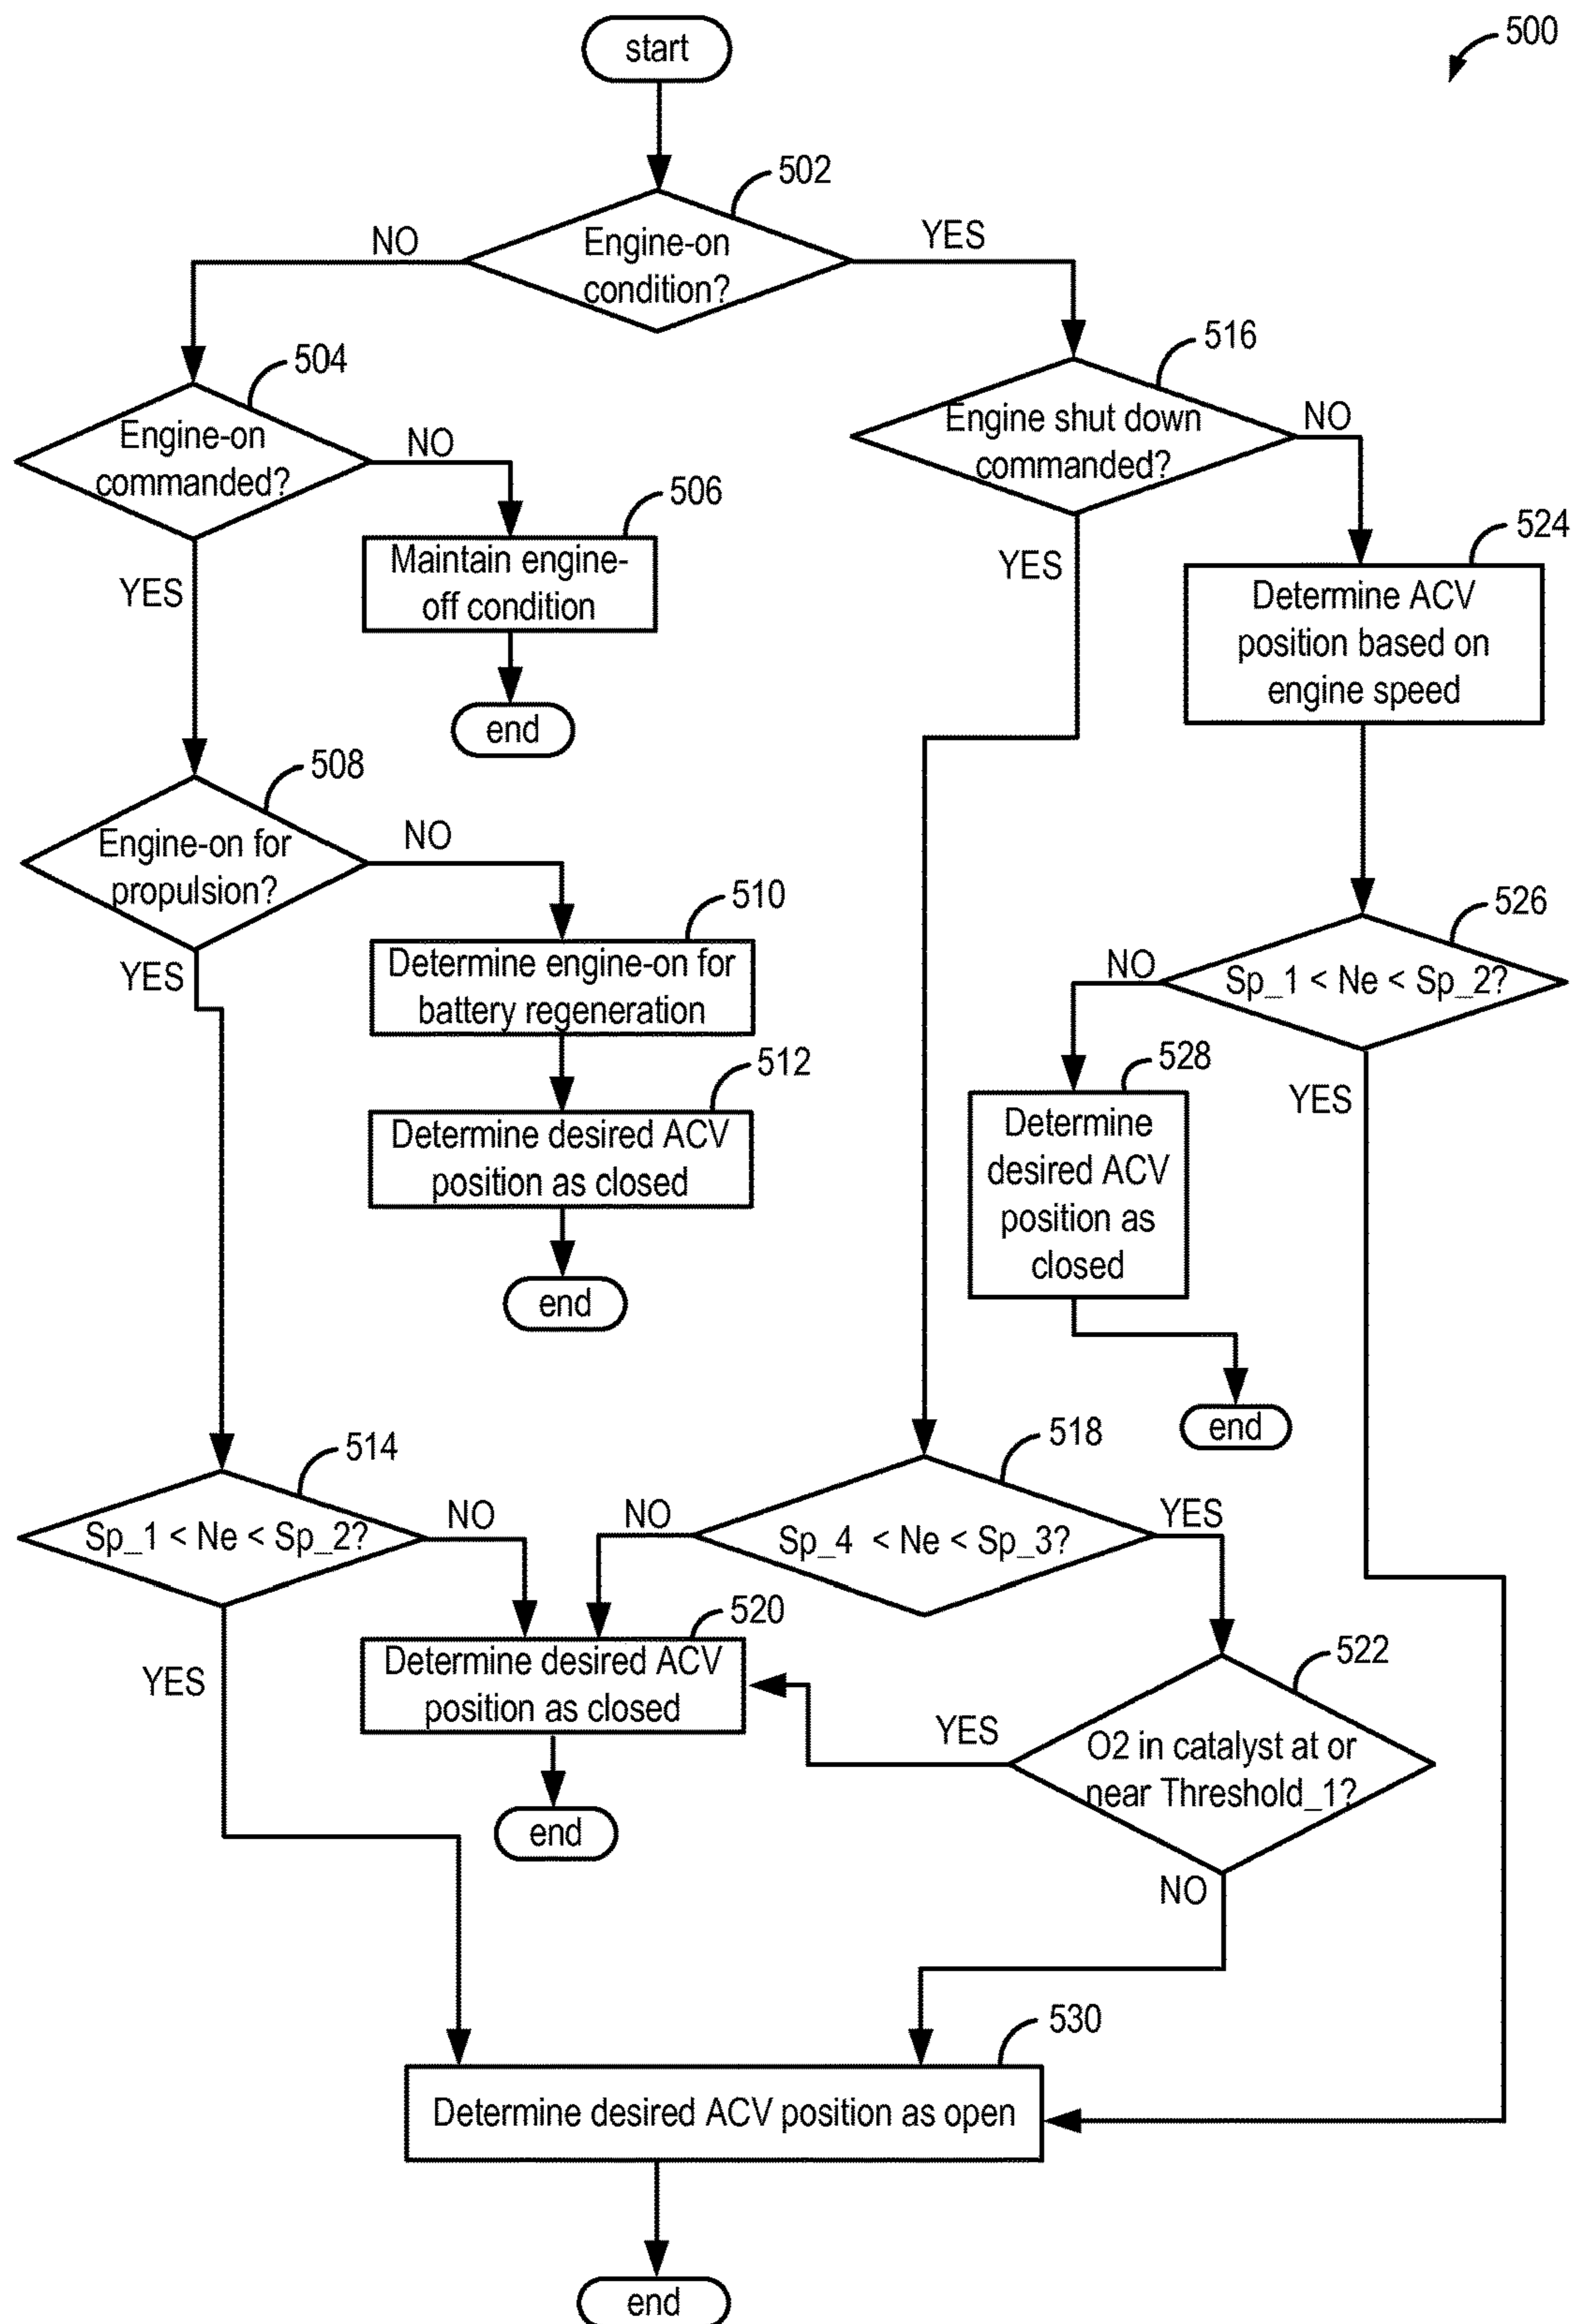 start
500
502
Engine-on
condition?
NO
YES
504
Engine-on
commanded?
NO
YES
506
Maintain engine-
off condition
end
516
Engine shut down
commanded?
NO
YES
524
Determine ACV
position based on
engine speed
508
Engine-on for
propulsion?
NO
YES
510
Determine engine-on for
battery regeneration
512
Determine desired ACV
position as closed
end
526
Sp_1 < Ne < Sp_2?
NO
YES
528
Determine
desired ACV
position as
closed
end
514
Sp_1 < Ne < Sp_2?
NO
YES
518
Sp_4 < Ne < Sp_3?
NO
YES
520
Determine desired ACV
position as closed
end
522
O2 in catalyst at or
near Threshold_1?
YES
NO
530
Determine desired ACV position as open
end